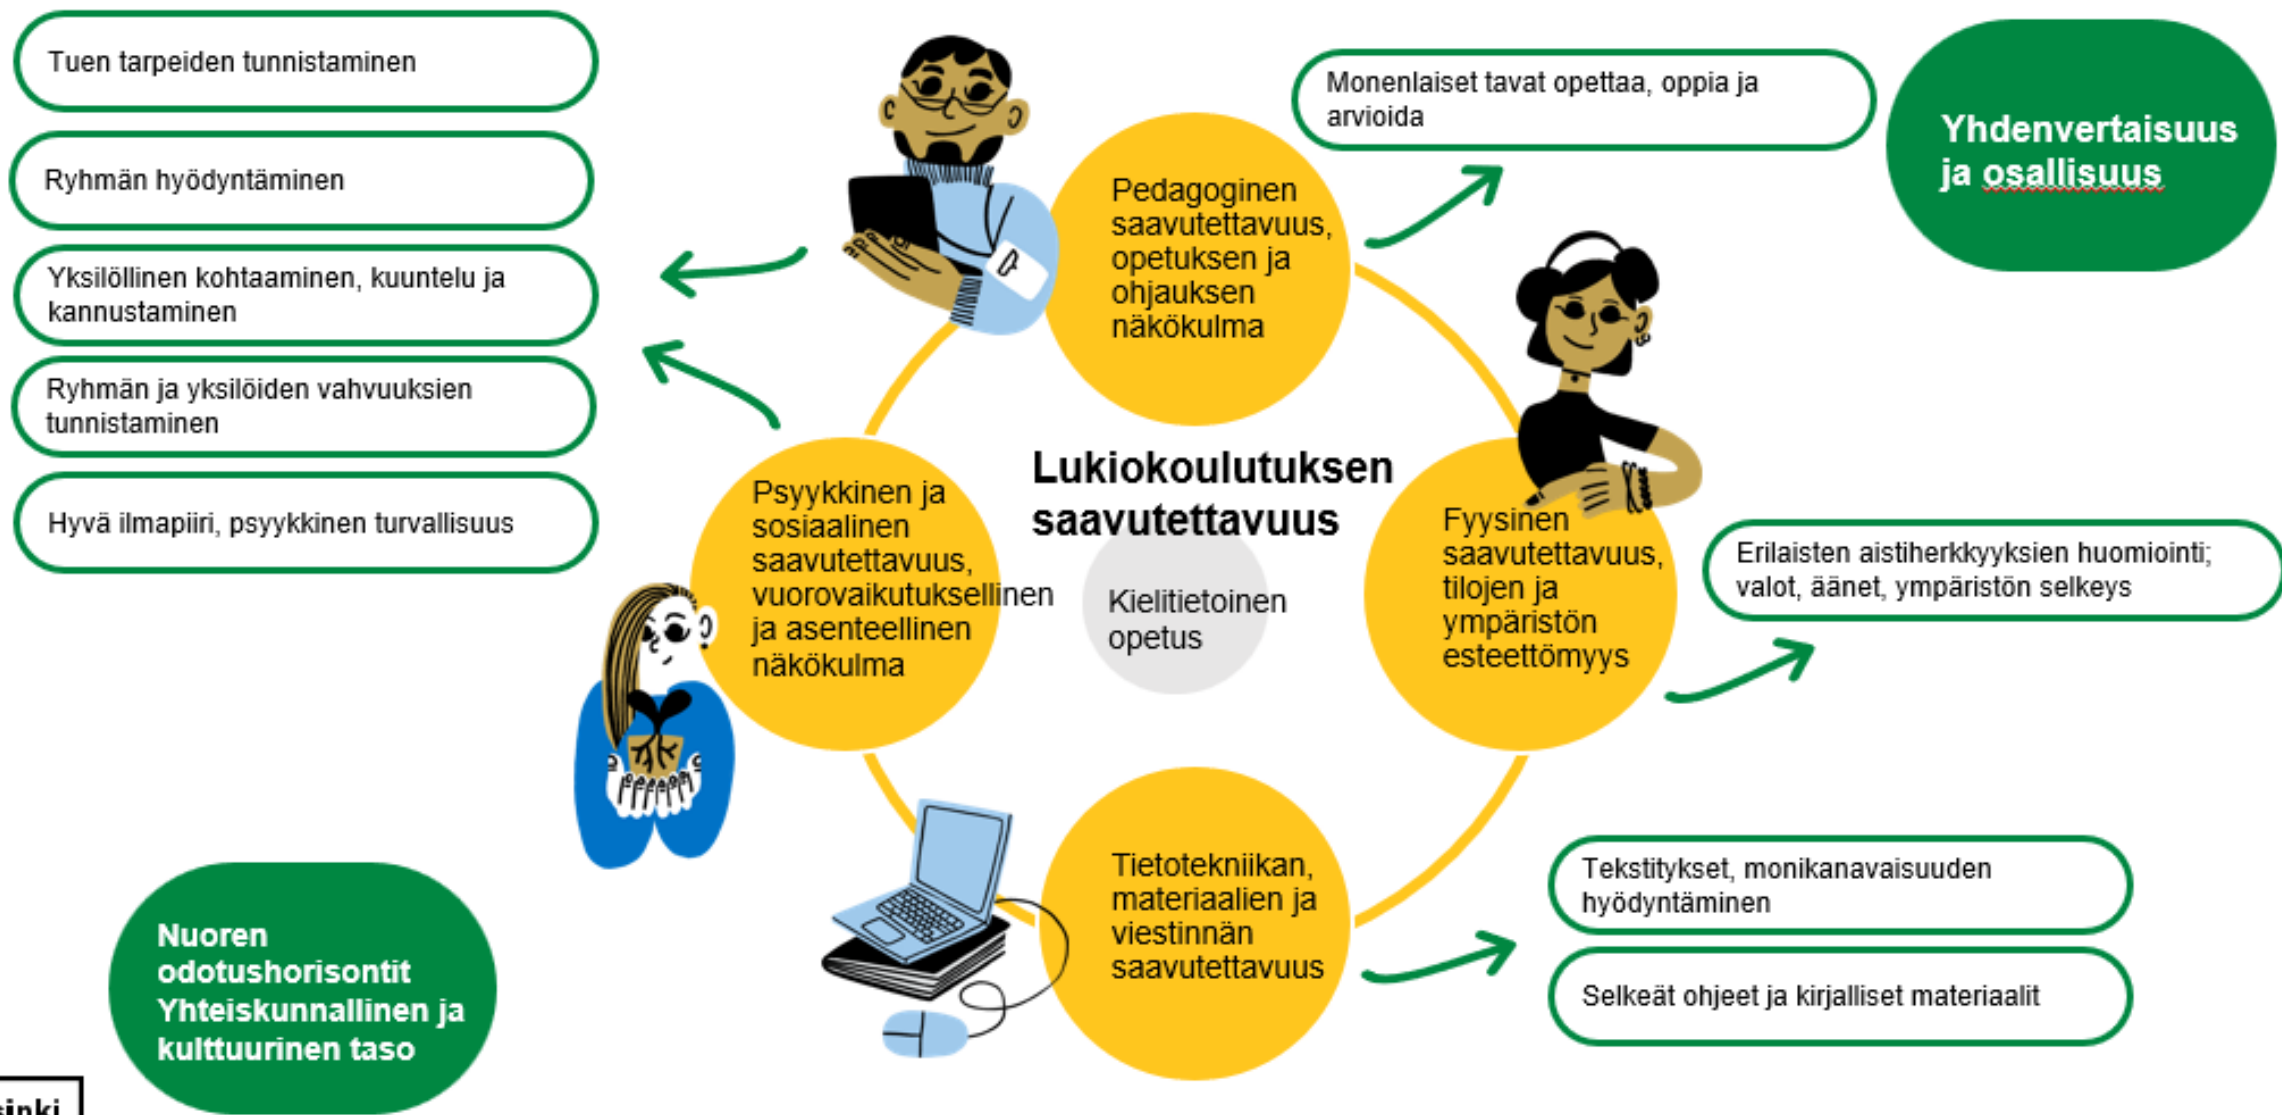 Tuen tarpeiden tunnistaminen
Ryhmän hyödyntäminen
Yksilöllinen kohtaaminen, kuuntelu ja
kannustaminen
Ryhmän ja yksilöiden vahvuuksien
tunnistaminen
Hyvä ilmapiiri, psyykkinen turvallisuus
Pedagoginen
saavutettavuus,
opetuksen ja
ohjauksen
näkökulma
Monenlaiset tavat opettaa, oppia ja
arvioida
Yhdenvertaisuus
ja osallisuus
Lukiokoulutuksen
saavutettavuus
Kielitietoinen
opetus
Psyykkinen ja
sosiaalinen
saavutettavuus,
vuorovaikutuksellinen
ja asenteellinen
näkökulma
Fyysinen
saavutettavuus,
tilojen ja
ympäristön
esteettömyys
Erilaisten aistiherkkyyksien huomiointi;
valot, äänet, ympäristön selkeys
Tietotekniikan,
materiaalien ja
viestinnän
saavutettavuus
Tekstitykset, monikanavaisuuden
hyödyntäminen
Selkeät ohjeet ja kirjalliset materiaalit
Nuoren
odotushorisontit
Yhteiskunnallinen ja
kulttuurinen taso